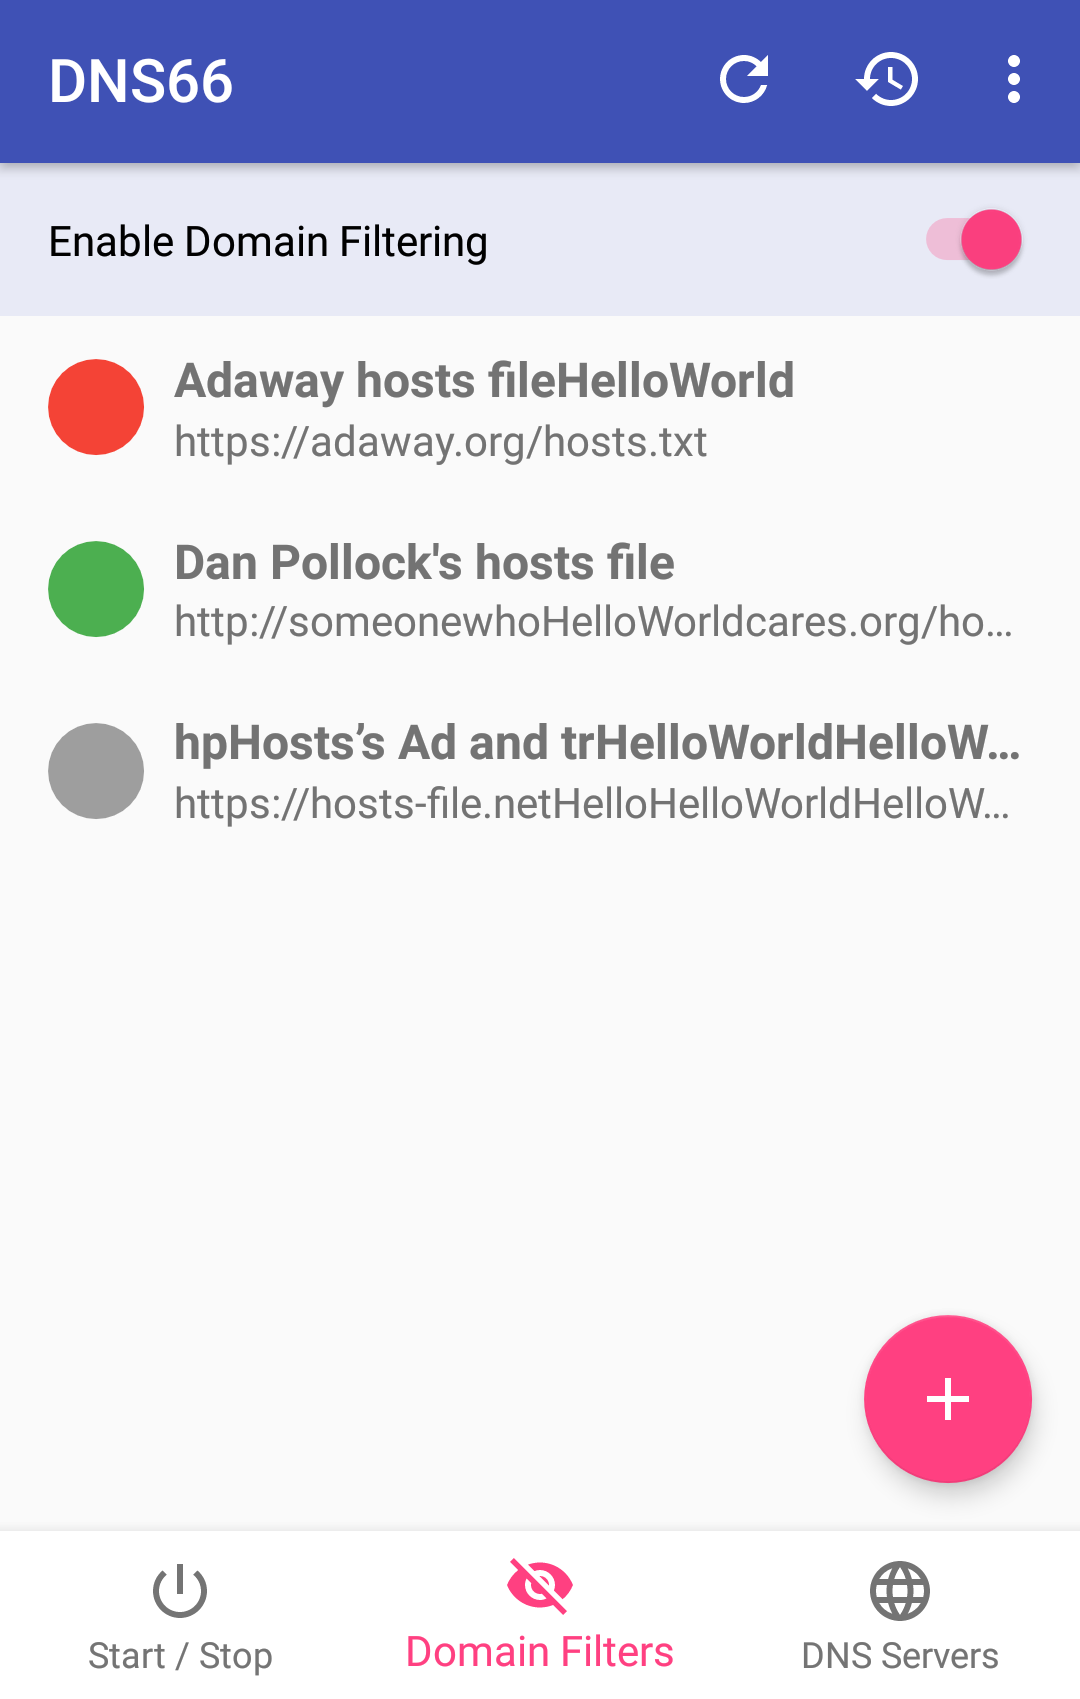 DNS66
Enable Domain Filtering
Adaway hosts fileHelloWorld
https://adaway.org/hosts.txt
Dan Pollock's hosts file
http://someonewhoHelloWorldcares.org/ho...
hpHosts’s Ad and trHelloWorldHelloW...
https://hosts-file.netHelloHelloWorldHelloW...
Start / Stop
Domain Filters
DNS Servers